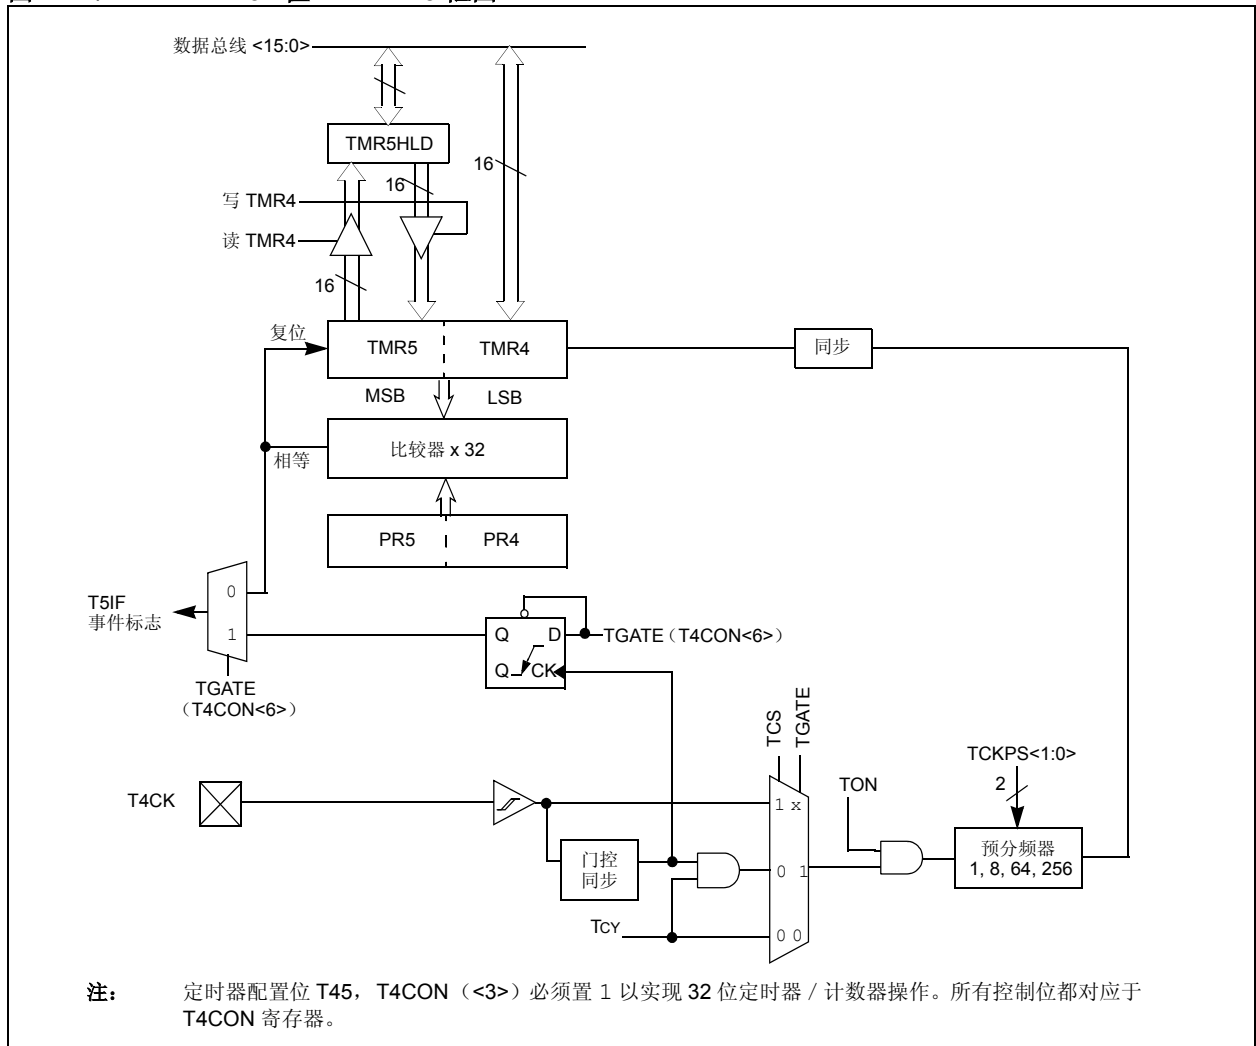 数据总线 <15:0>
TMR5HLD
16
16
写 TMR4
读 TMR4
16
复位
TMR5
TMR4
同步
MSB
LSB
比较器 x 32
相等
PR5
PR4
0
T5IF
事件标志
1
Q
D
TGATE（T4CON<6>）
Q
CK
TGATE
（T4CON<6>）
TCS
TGATE
TCKPS<1:0>
2
TON
T4CK
1 x
门控
同步
0 1
预分频器
1, 8, 64, 256
TCY
0 0
注： 定时器配置位 T45， T4CON（<3>）必须置 1 以实现 32 位定时器 / 计数器操作。所有控制位都对应于
T4CON 寄存器。